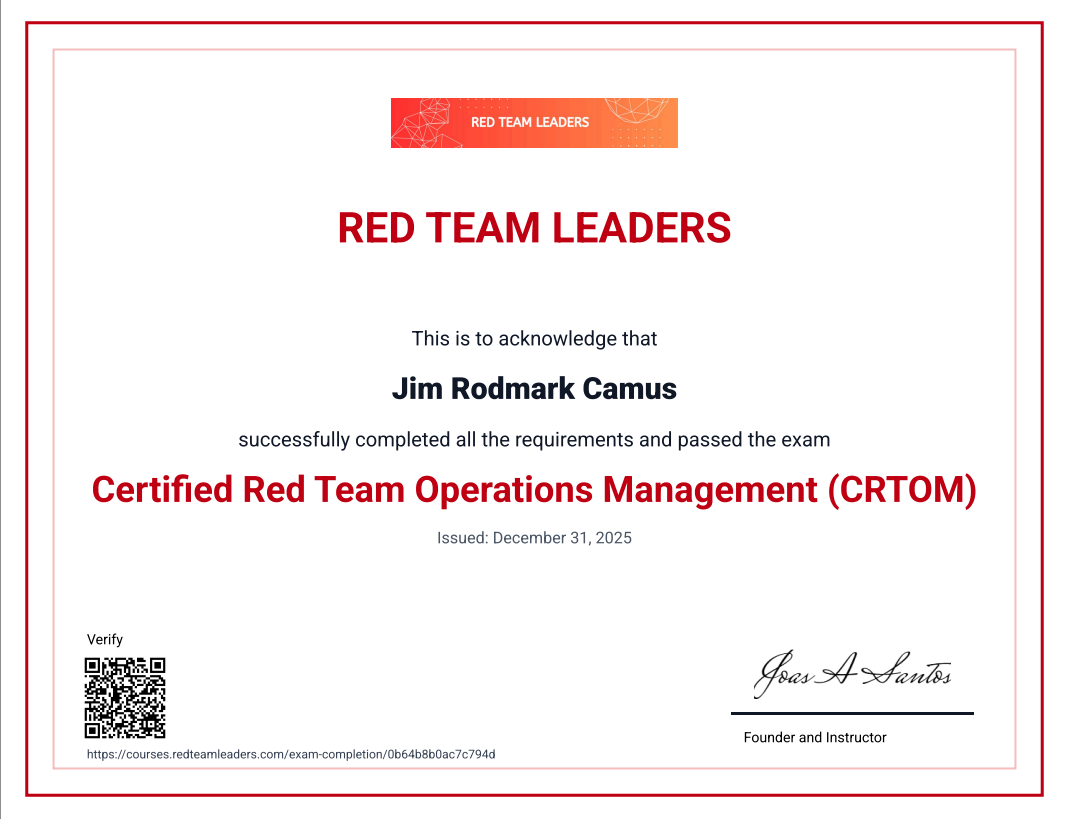 RED TEAM LEADERS
RED TEAM LEADERS
This is to acknowledge that
Jim Rodmark Camus
successfully completed all the requirements and passed the exam
Certified Red Team Operations Management (CRTOM)
Issued: December 31, 2025
Verify
Joas A Santos
Founder and Instructor
https://courses.redteamleaders.com/exam-completion/0b64b8b0ac7c794d